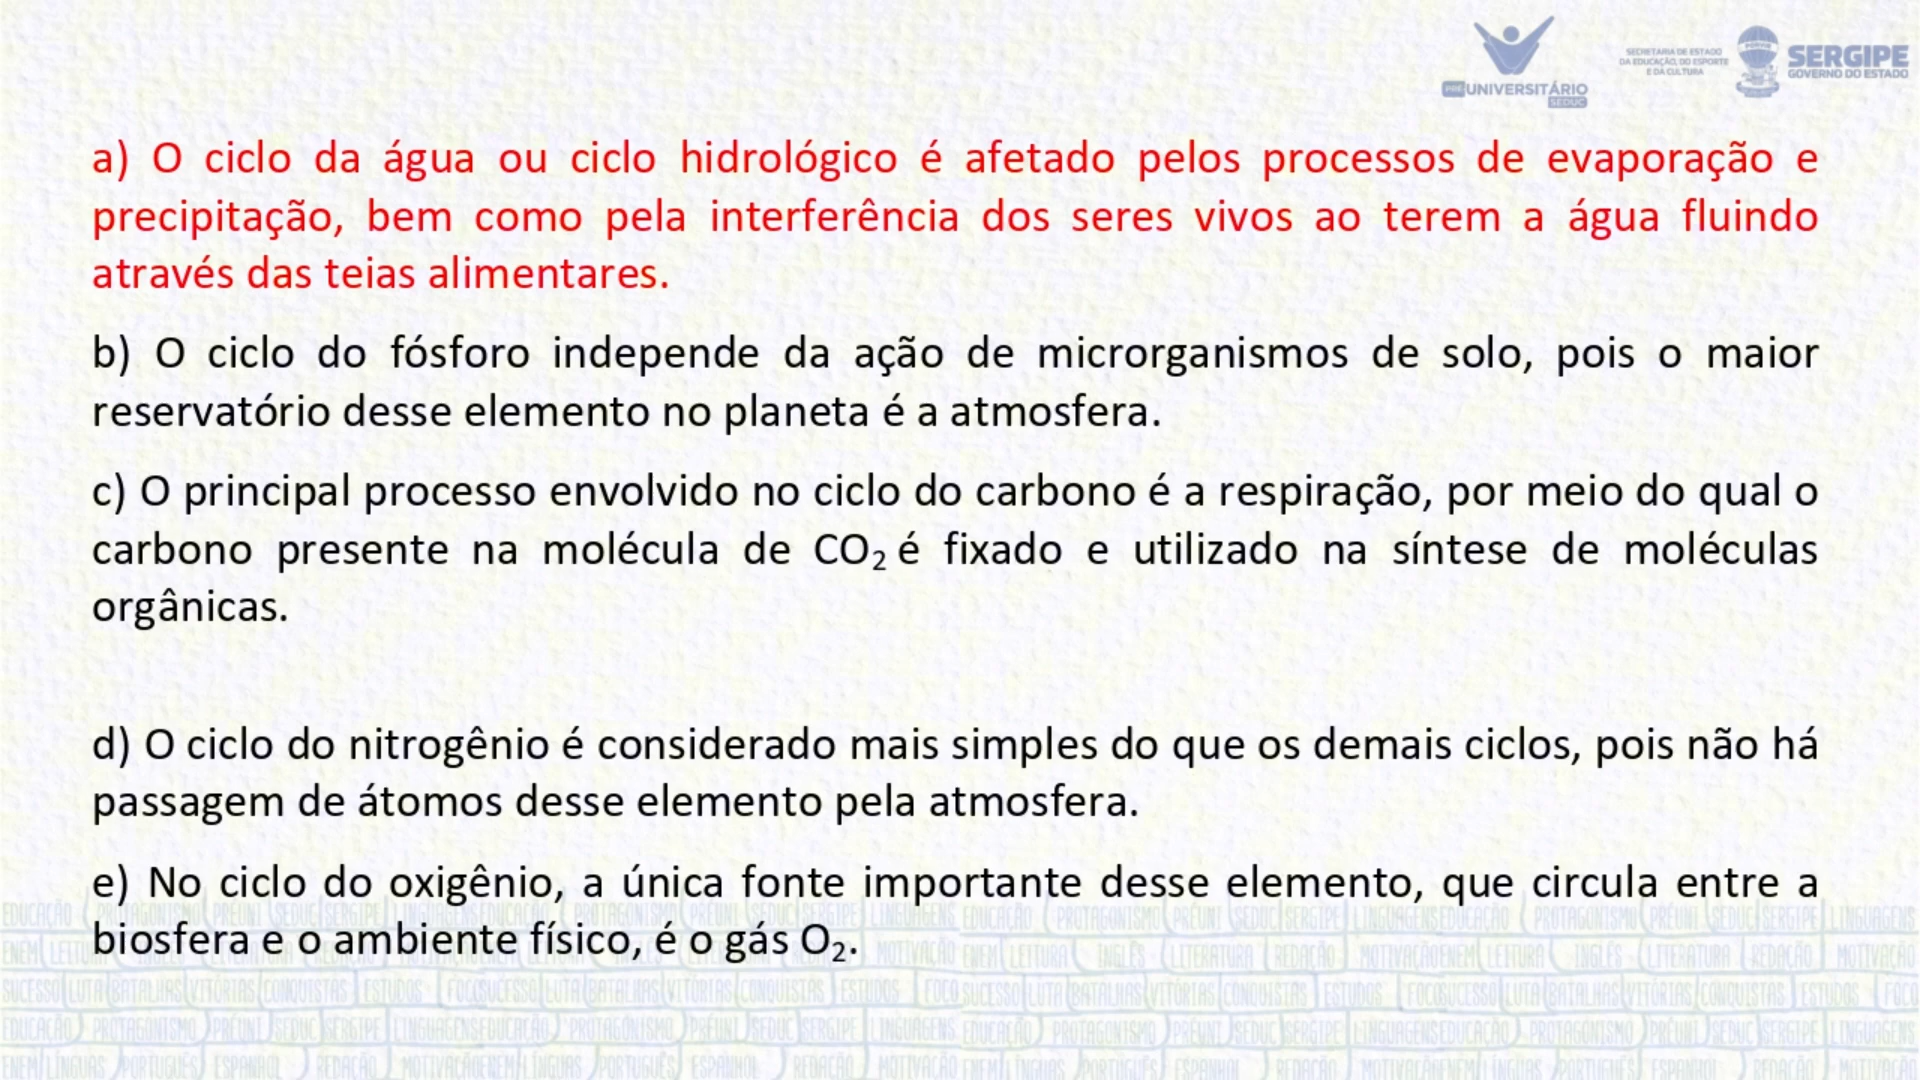 SECRETARIA DE ESTADO
DA EDUCAÇÃO, DO ESPORTE
E DA CULTURA
SERGIPE
GOVERNO DO ESTADO
PRÉUNIVERSITÁRIO
SEDUC
a) O ciclo da água ou ciclo hidrológico é afetado pelos processos de evaporação e
precipitação, bem como pela interferência dos seres vivos ao terem a água fluindo
através das teias alimentares.
b) O ciclo do fósforo independe da ação de microrganismos de solo, pois o maior
reservatório desse elemento no planeta é a atmosfera.
c) O principal processo envolvido no ciclo do carbono é a respiração, por meio do qual o
carbono presente na molécula de CO₂ é fixado e utilizado na síntese de moléculas
orgânicas.
d) O ciclo do nitrogênio é considerado mais simples do que os demais ciclos, pois não há
passagem de átomos desse elemento pela atmosfera.
e) No ciclo do oxigênio, a única fonte importante desse elemento, que circula entre a
biosfera e o ambiente físico, é o gás O₂.